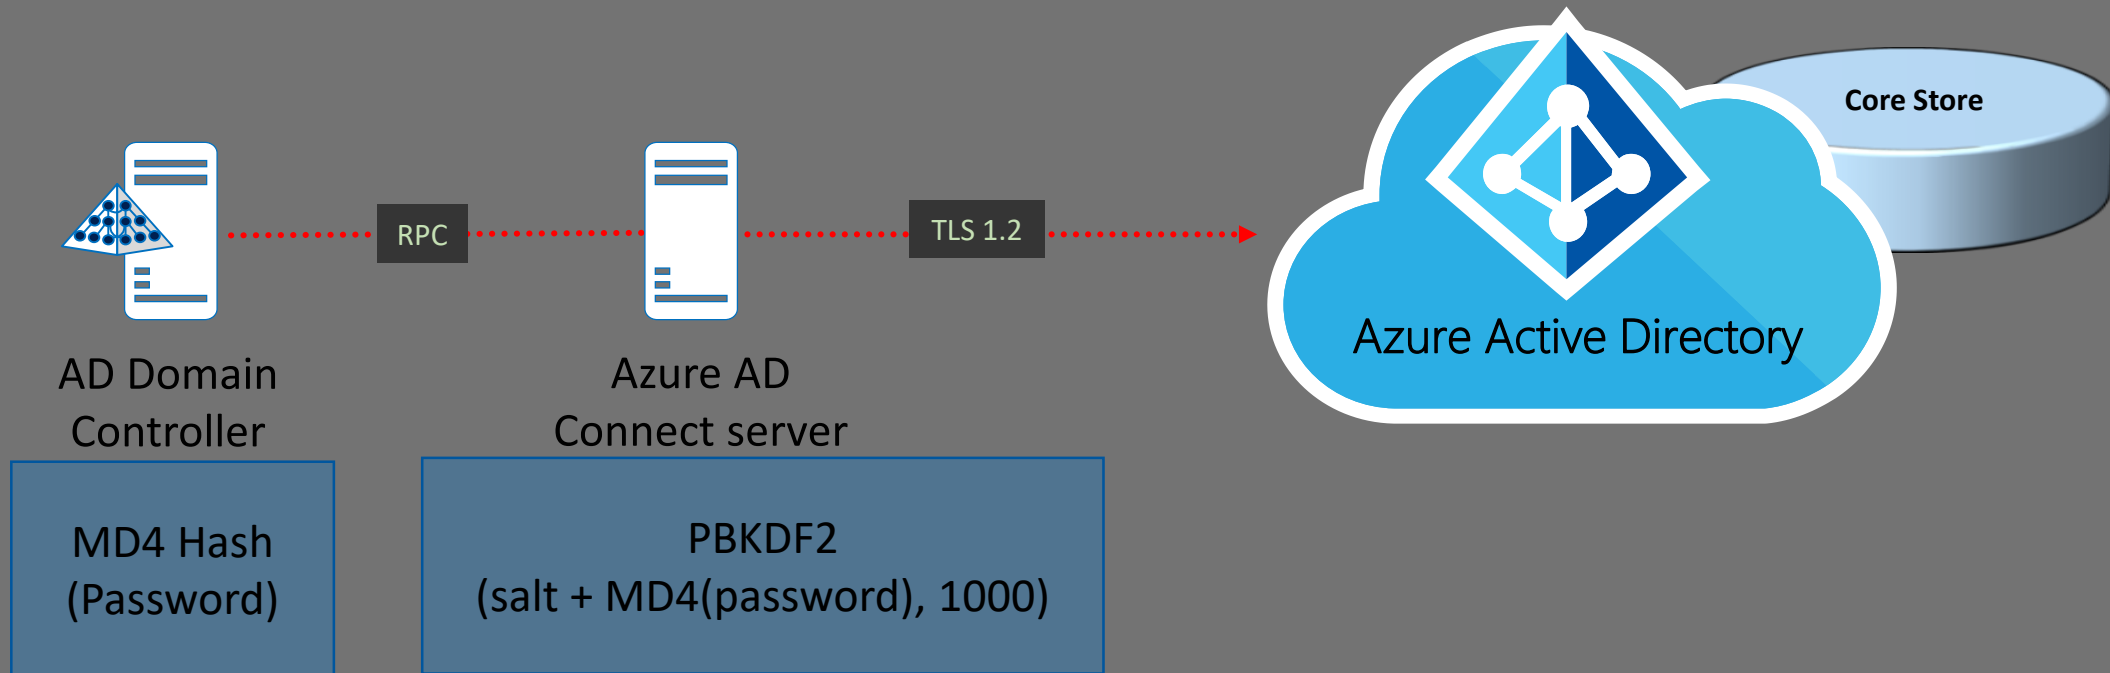 Core Store
RPC
TLS 1.2
Azure Active Directory
AD Domain
Controller
Azure AD
Connect server
MD4 Hash
(Password)
PBKDF2
(salt + MD4(password), 1000)